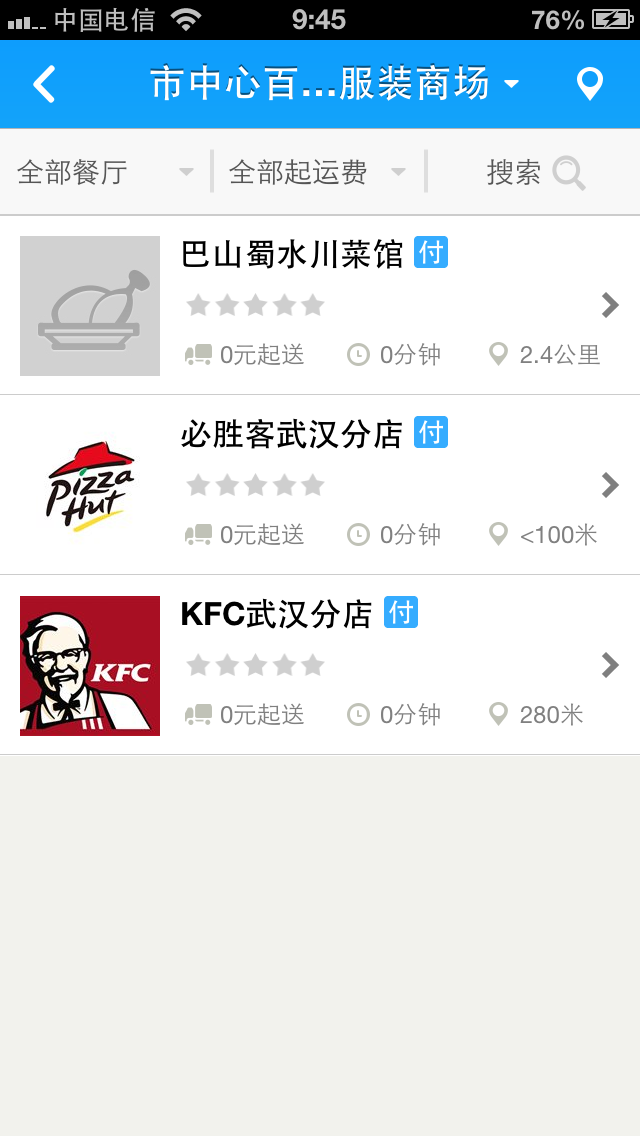 中国电信 9:45 76%
市中心百...服装商场
全部餐厅 全部起运费 搜索
巴山蜀水川菜馆 付
0元起送 0分钟 2.4公里
Pizza
Hut
必胜客武汉分店 付
0元起送 0分钟 <100米
KFC
KFC武汉分店 付
0元起送 0分钟 280米